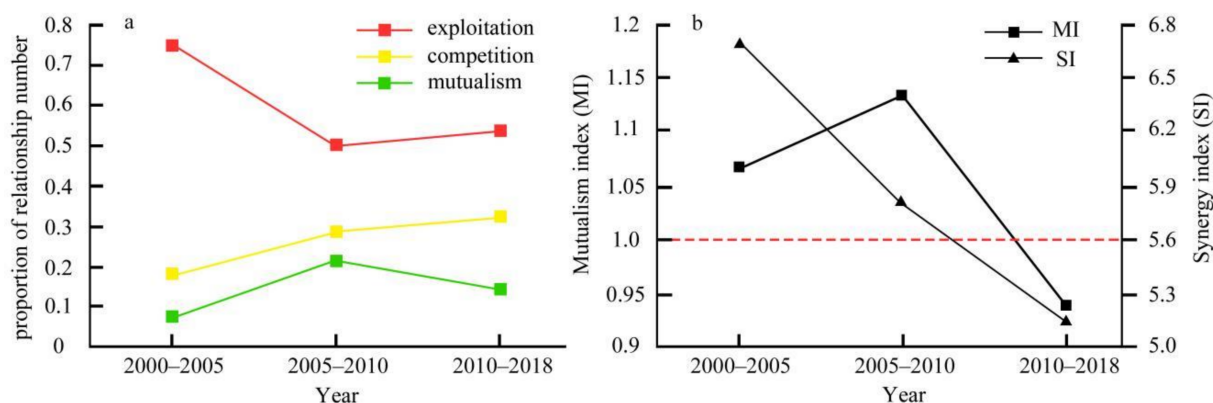 a
exploitation
competition
mutualism
proportion of relationship number
0.8
0.7
0.6
0.5
0.4
0.3
0.2
0.1
0
2000–2005
2005–2010
2010–2018
Year
b
MI
SI
Mutualism index (MI)
1.2
1.15
1.1
1.05
1.0
0.95
0.9
6.8
6.5
6.2
5.9
5.6
5.3
5.0
Synergy index (SI)
2000–2005
2005–2010
2010–2018
Year